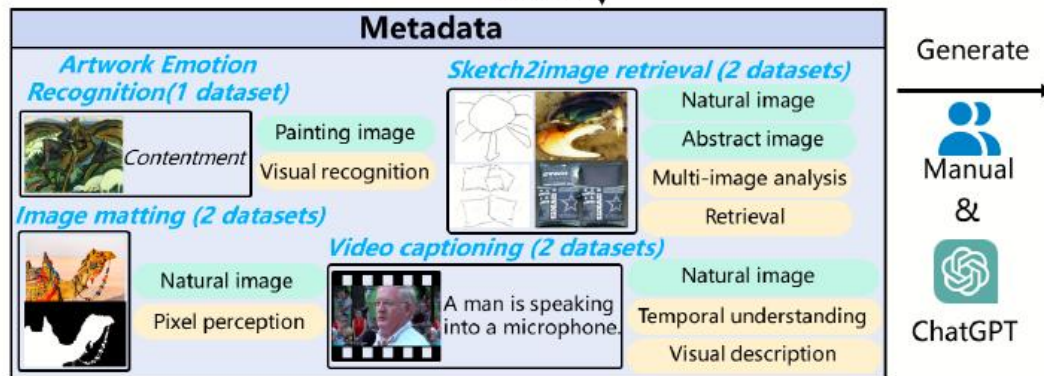 Metadata
Artwork Emotion
Recognition(1 dataset)
Contentment
Painting image
Visual recognition
Sketch2image retrieval (2 datasets)
Natural image
Abstract image
Multi-image analysis
Retrieval
Image matting (2 datasets)
Natural image
Pixel perception
Video captioning (2 datasets)
A man is speaking
into a microphone.
Natural image
Temporal understanding
Visual description
Generate
Manual
&
ChatGPT